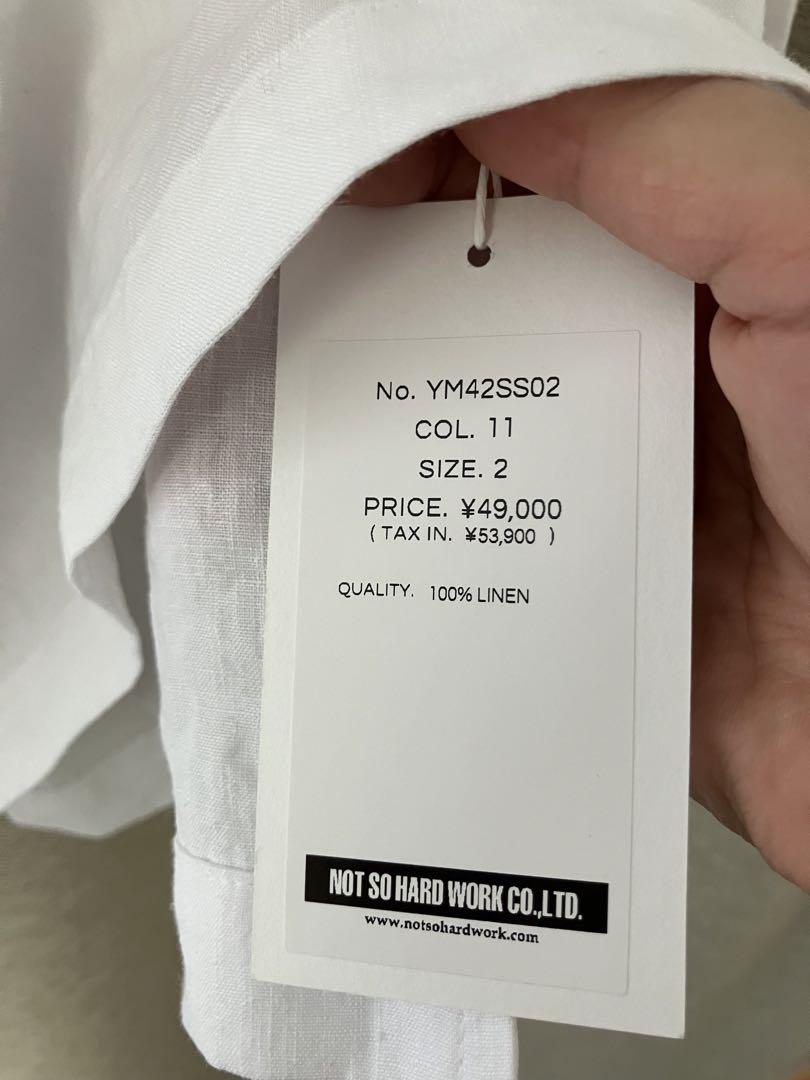 No. YM42SS02
COL. 11
SIZE. 2
PRICE. ¥49,000
( TAX IN. ¥53,900 )
QUALITY. 100% LINEN
NOT SO HARD WORK CO.,LTD.
www.notsohardwork.com